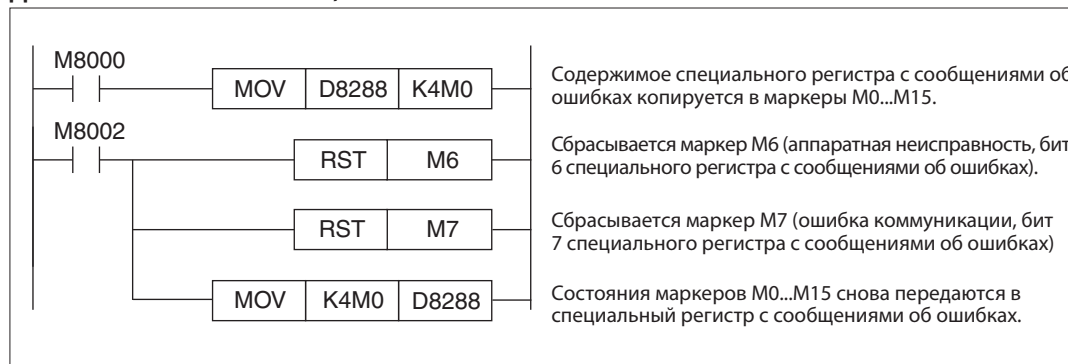 M8000
MOV D8288 K4M0
Содержимое специального регистра с сообщениями об
ошибках копируется в маркеры M0...M15.
M8002
RST M6
Сбрасывается маркер M6 (аппаратная неисправность, бит
6 специального регистра с сообщениями об ошибках).
RST M7
Сбрасывается маркер M7 (ошибка коммуникации, бит
7 специального регистра с сообщениями об ошибках)
MOV K4M0 D8288
Состояния маркеров M0...M15 снова передаются в
специальный регистр с сообщениями об ошибках.